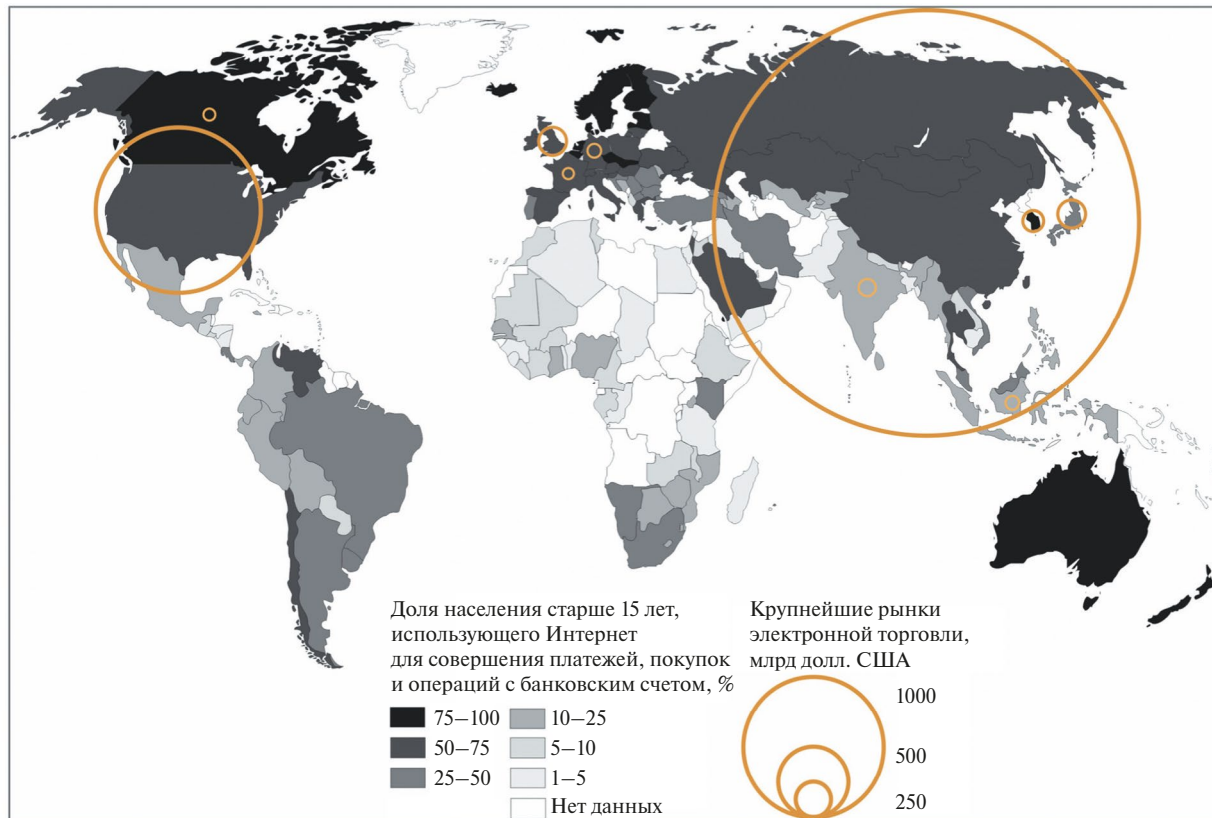 Доля населения старше 15 лет,
использующего Интернет
для совершения платежей, покупок
и операций с банковским счетом, %
75–100
50–75
25–50
10–25
5–10
1–5
Нет данных
Крупнейшие рынки
электронной торговли,
млрд долл. США
1000
500
250